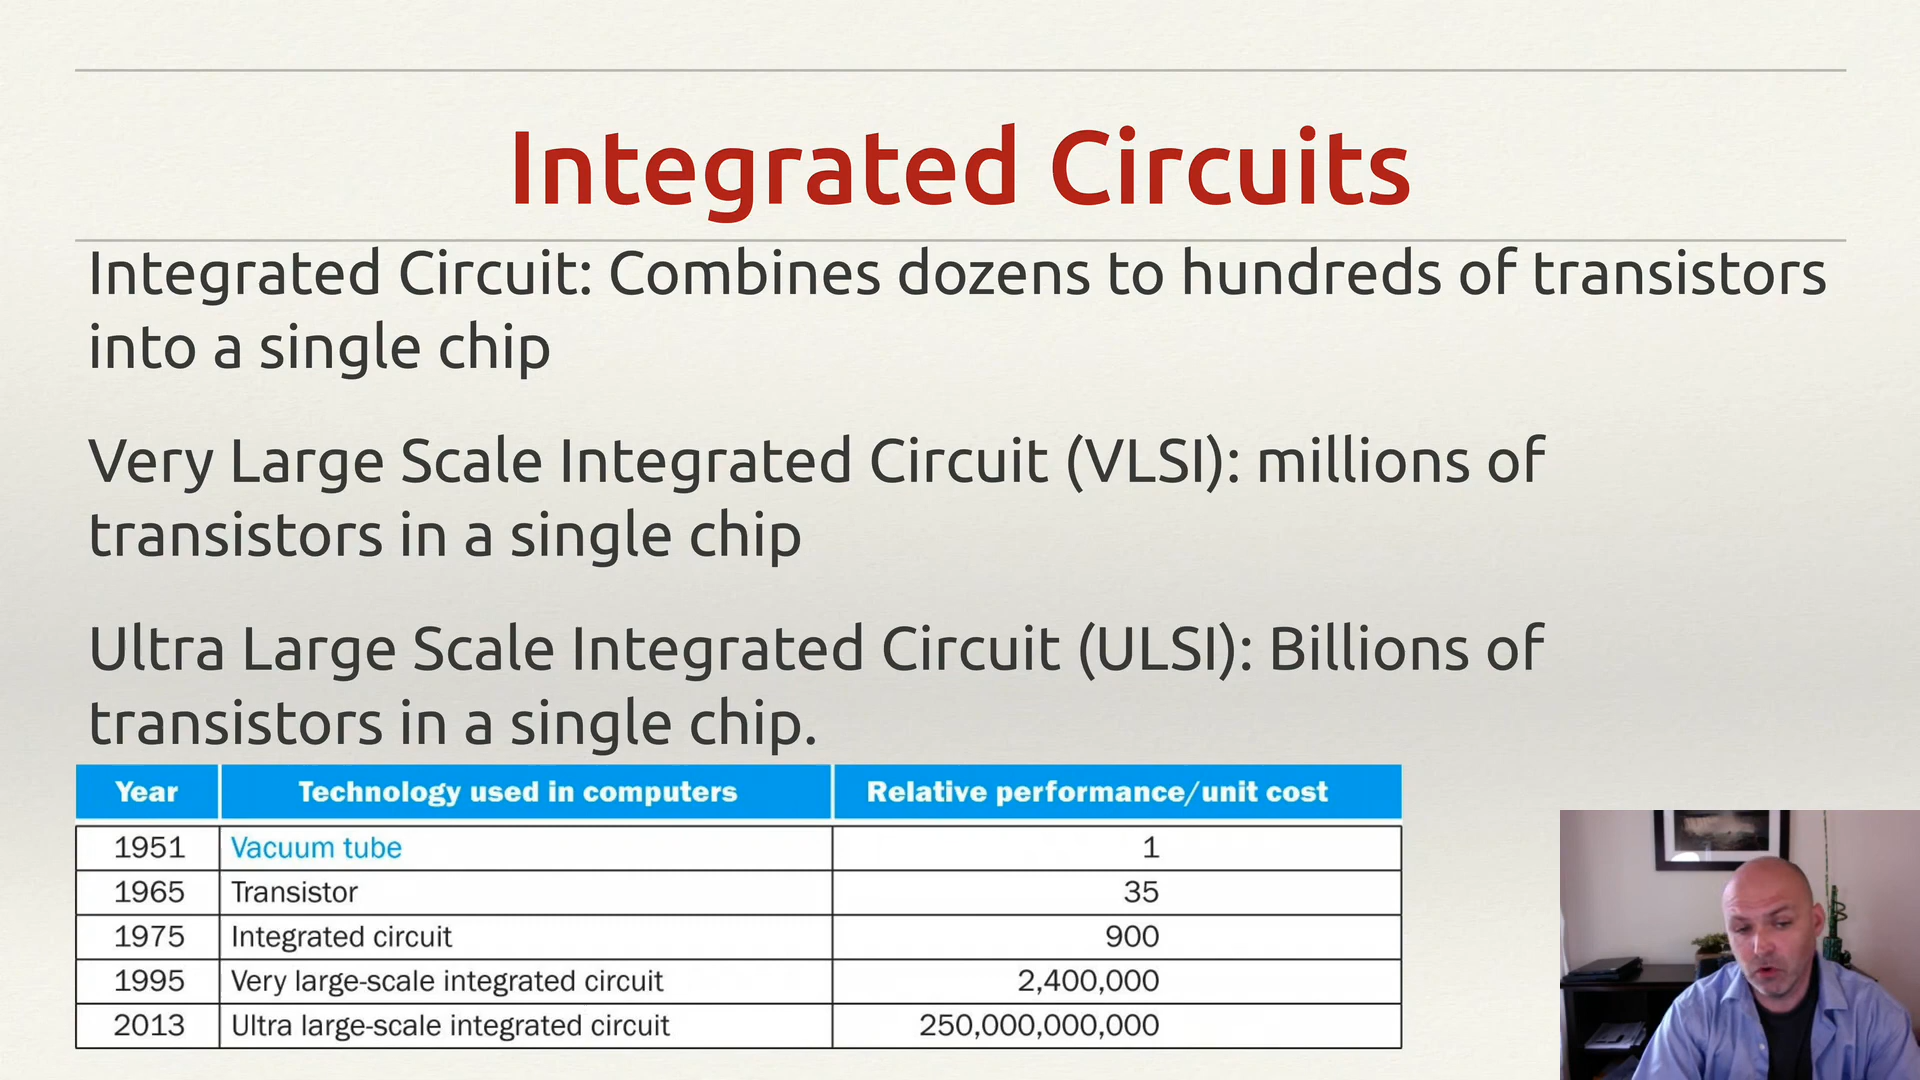 Integrated Circuits
Integrated Circuit: Combines dozens to hundreds of transistors
into a single chip
Very Large Scale Integrated Circuit (VLSI): millions of
transistors in a single chip
Ultra Large Scale Integrated Circuit (ULSI): Billions of
transistors in a single chip.
Year Technology used in computers Relative performance/unit cost
1951 Vacuum tube 1
1965 Transistor 35
1975 Integrated circuit 900
1995 Very large-scale integrated circuit 2,400,000
2013 Ultra large-scale integrated circuit 250,000,000,000